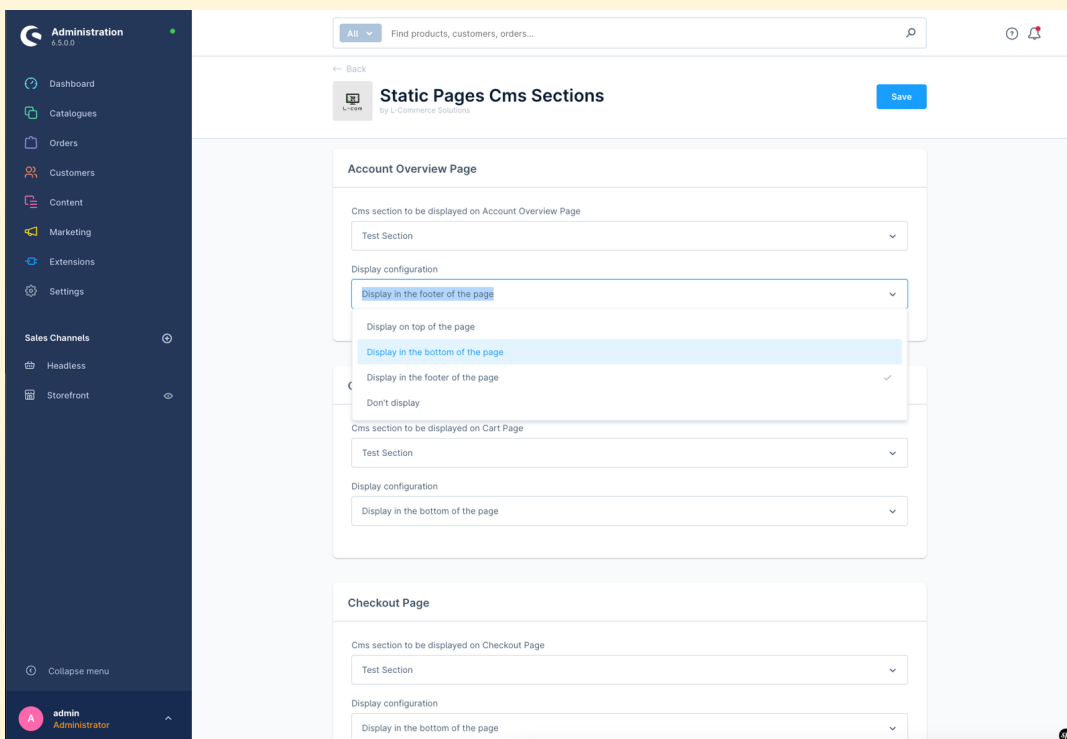 Administration
6.5.0.0
Dashboard
Catalogues
Orders
Customers
Content
Marketing
Extensions
Settings
Sales Channels
Headless
Storefront
Collapse menu
A
admin
Administrator
All
Find products, customers, orders...
← Back
L-com
Static Pages Cms Sections
by L-Commerce Solutions
Save
Account Overview Page
Cms section to be displayed on Account Overview Page
Test Section
Display configuration
Display in the footer of the page
Display on top of the page
Display in the bottom of the page
Display in the footer of the page
Don't display
Cms section to be displayed on Cart Page
Test Section
Display configuration
Display in the bottom of the page
Checkout Page
Cms section to be displayed on Checkout Page
Test Section
Display configuration
Display in the bottom of the page